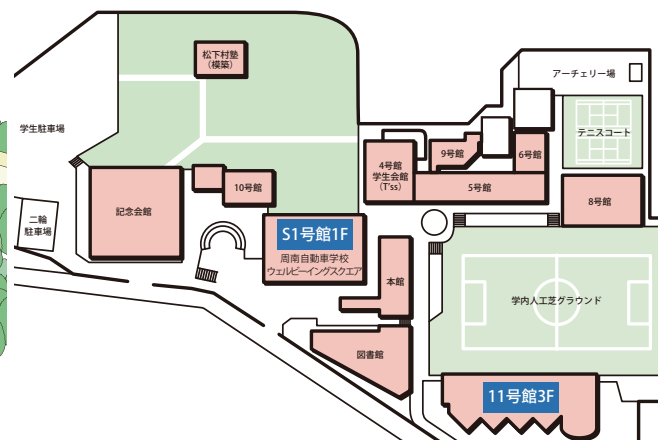 松下村塾
（模築）
アーチェリー場
学生駐車場
テニスコート
9号館
6号館
4号館
学生会館
（T'ss）
5号館
10号館
8号館
記念会館
二輪
駐車場
S1号館1F
周南自動車学校
ウェルビーイングスクエア
本館
学内人工芝グラウンド
図書館
11号館3F